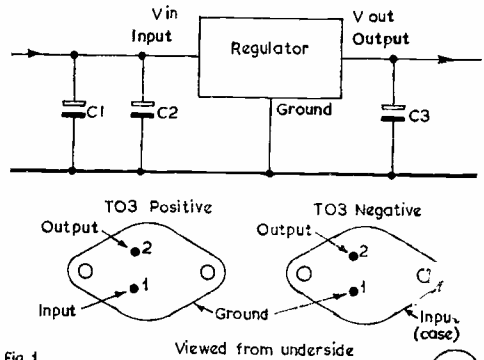 Vin
Input
Regulator
V out
Output
C1
C2
Ground
C3
TO3 Positive
TO3 Negative
Output
2
Output
2
1
1
Input
Ground
(case)
Fig. 1
Viewed from underside